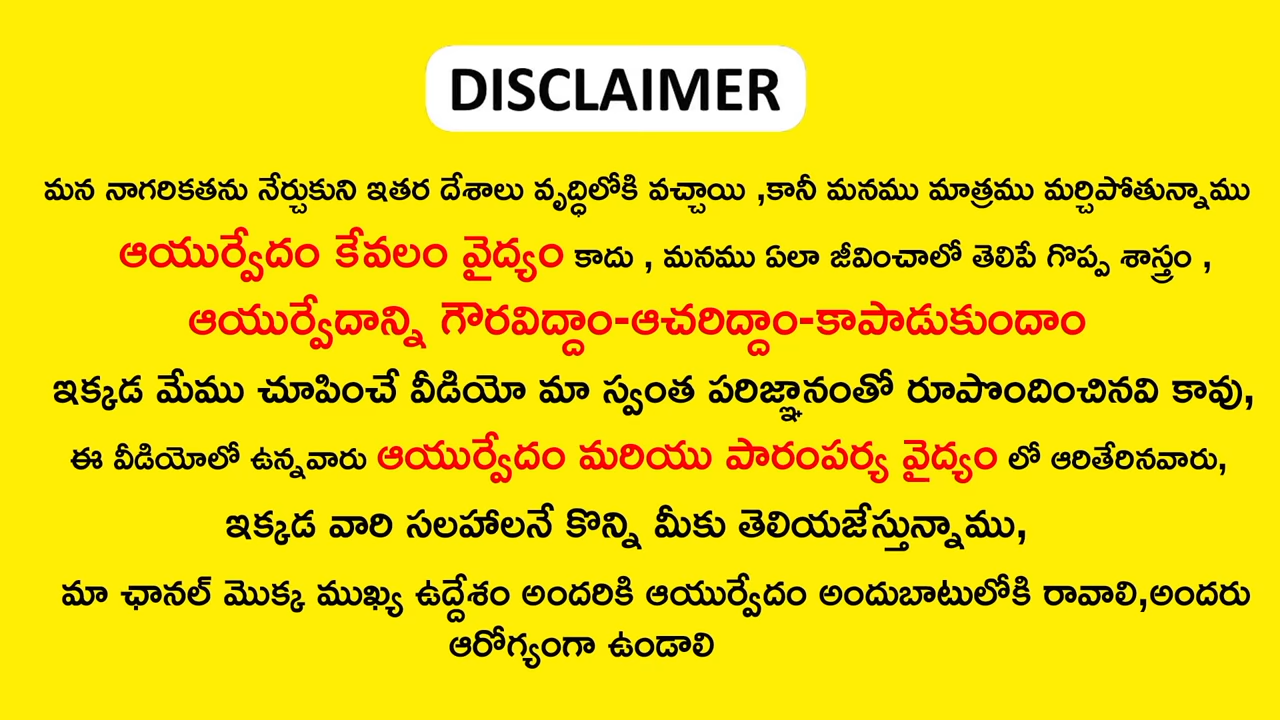 DISCLAIMER
మన నాగరికతను నేర్చుకుని ఇతర దేశాలు వృద్ధిలోకి వచ్చాయి ,కానీ మనము మాత్రము మర్చిపోతున్నాము
ఆయుర్వేదం కేవలం వైద్యం కాదు , మనము ఏలా జీవించాలో తెలిపే గొప్ప శాస్త్రం ,
ఆయుర్వేదాన్ని గౌరవిద్దాం-ఆచరిద్దాం-కాపాడుకుందాం
ఇక్కడ మేము చూపించే వీడియో మా స్వంత పరిజ్ఞానంతో రూపొందించినవి కావు,
ఈ వీడియోలో ఉన్నవారు ఆయుర్వేదం మరియు పారంపర్య వైద్యం లో ఆరితేరినవారు,
ఇక్కడ వారి సలహాలనే కొన్ని మీకు తెలియజేస్తున్నాము,
మా ఛానల్ మొక్క ముఖ్య ఉద్దేశం అందరికి ఆయుర్వేదం అందుబాటులోకి రావాలి,అందరు
ఆరోగ్యంగా ఉండాలి